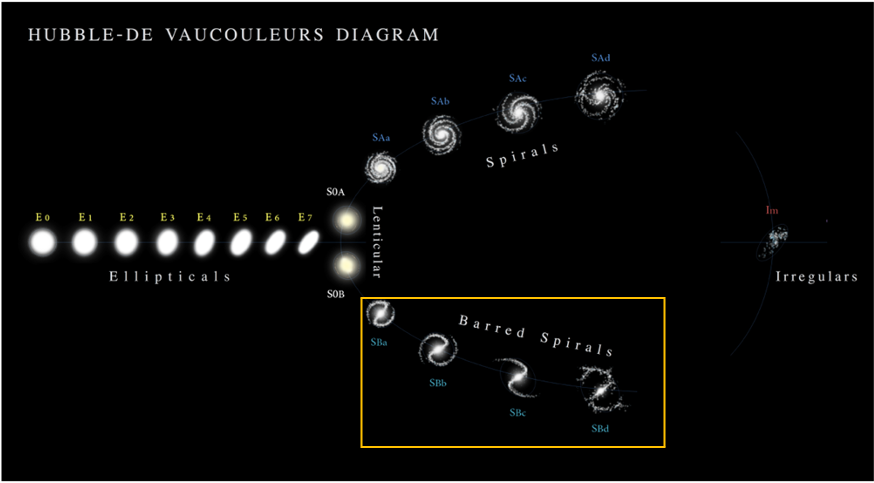 HUBBLE-DE VAUCOULEURS DIAGRAM
SAd
SAc
SAb
SAa
Spirals
S0A
E0 E1 E2 E3 E4 E5 E6 E7
Lenticular
Im
Ellipticals
Irregulars
S0B
Barred Spirals
SBa
SBb
SBc
SBd